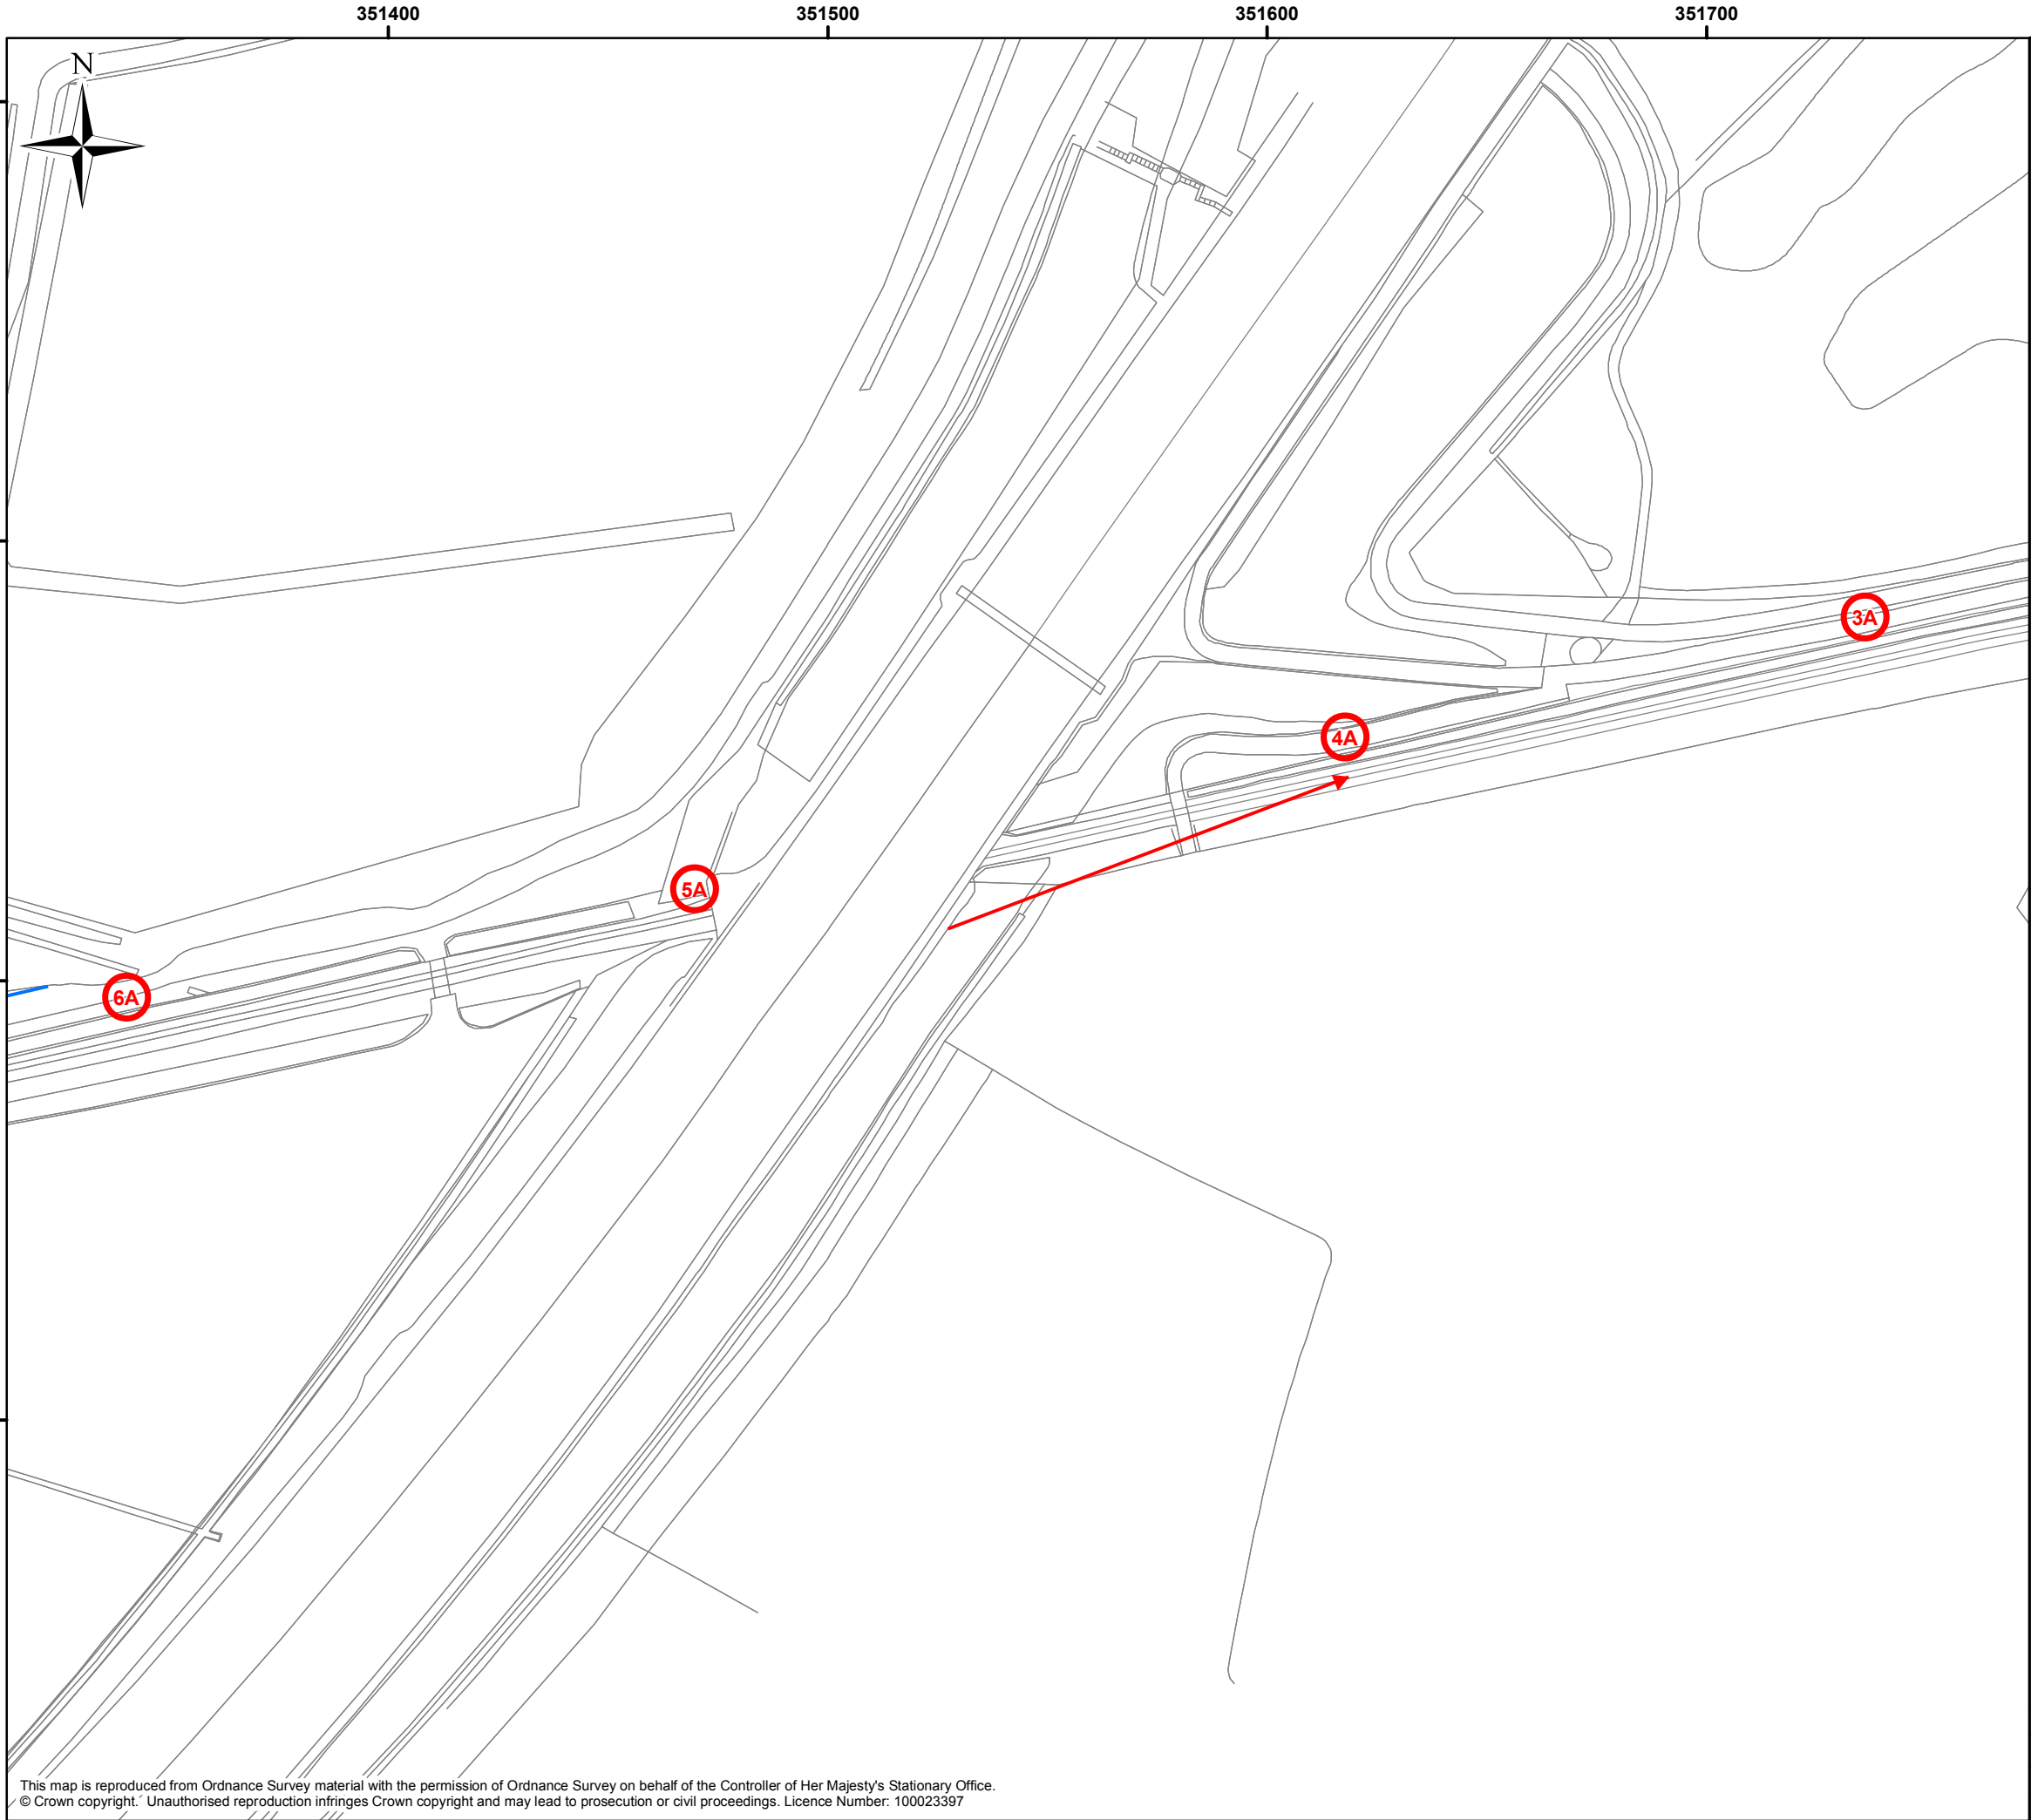 351400 351500 351600 351700
N
3A
4A
5A
6A
This map is reproduced from Ordnance Survey material with the permission of Ordnance Survey on behalf of the Controller of Her Majesty's Stationary Office.
© Crown copyright. Unauthorised reproduction infringes Crown copyright and may lead to prosecution or civil proceedings. Licence Number: 100023397